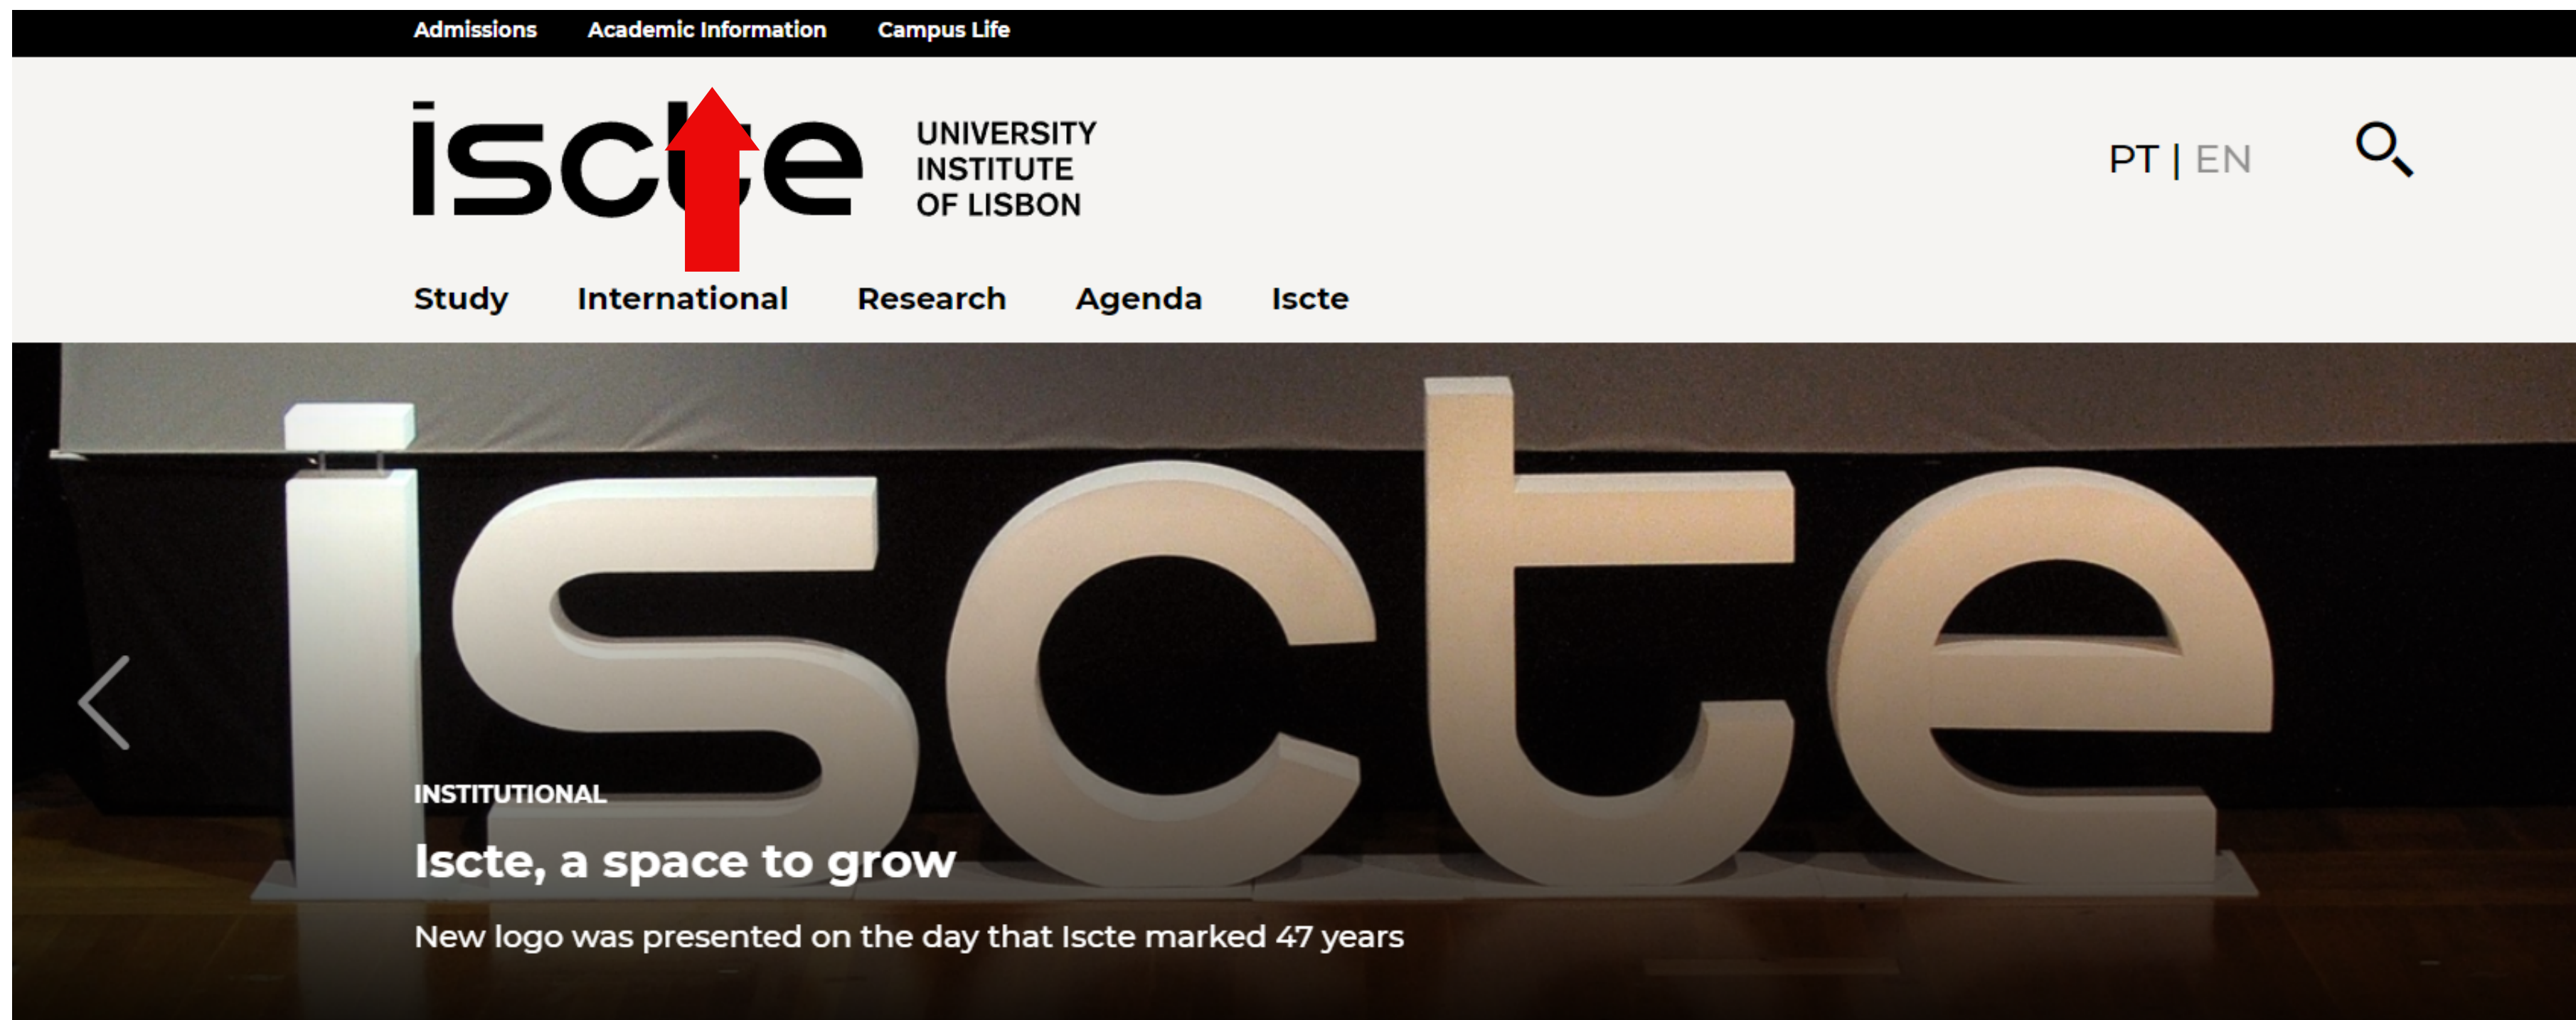 Admissions Academic Information Campus Life
iscte
UNIVERSITY
INSTITUTE
OF LISBON
PT | EN
Study International Research Agenda Iscte
iscte
INSTITUTIONAL
Iscte, a space to grow
New logo was presented on the day that Iscte marked 47 years